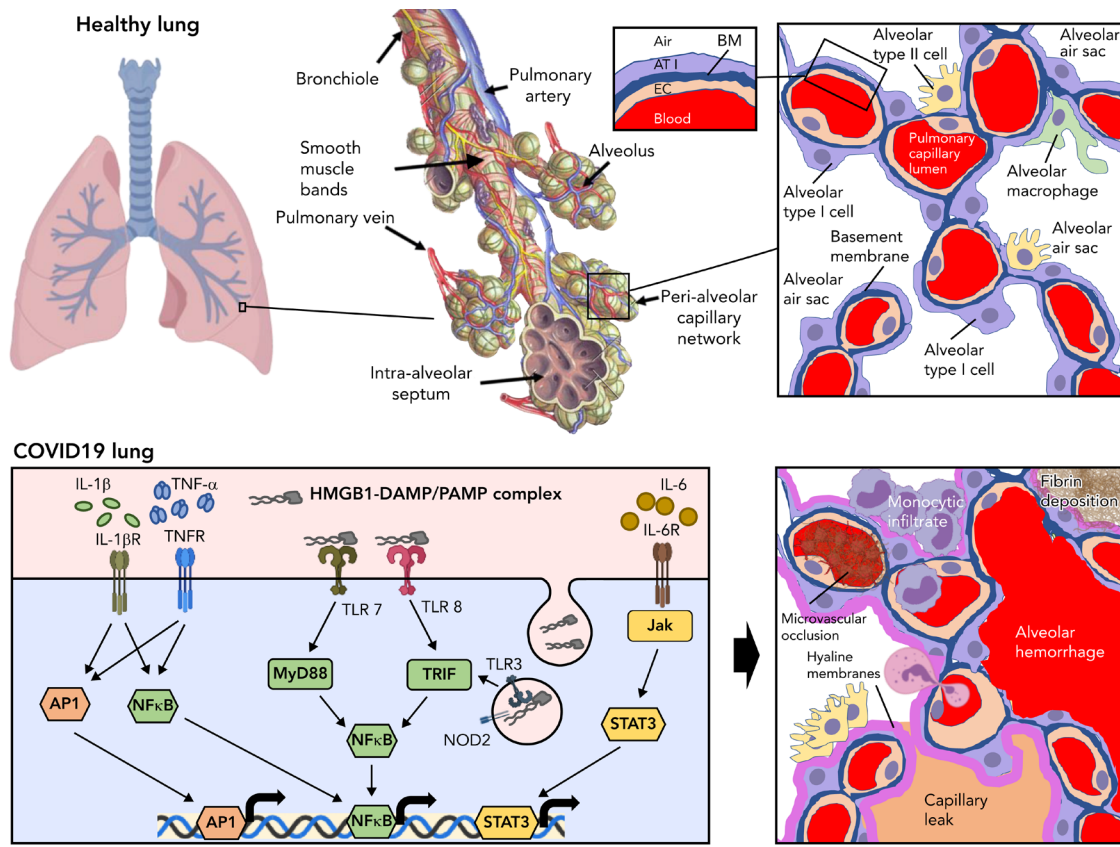 Healthy lung
Bronchiole
Pulmonary
artery
Smooth
muscle
bands
Alveolus
Pulmonary vein
Peri-alveolar
capillary
network
Intra-alveolar
septum
Air
BM
AT I
EC
Blood
Alveolar
type II cell
Alveolar
air sac
Pulmonary
capillary
lumen
Alveolar
macrophage
Alveolar
type I cell
Basement
membrane
Alveolar
air sac
Alveolar
air sac
Alveolar
type I cell
COVID19 lung
IL-1β
TNF-α
HMGB1-DAMP/PAMP complex
IL-6
IL-1βR
TNFR
IL-6R
TLR 7
TLR 8
Jak
MyD88
TRIF
TLR3
AP1
NFκB
STAT3
NFκB
NOD2
AP1
NFκB
STAT3
Monocytic
infiltrate
Fibrin
deposition
Microvascular
occlusion
Alveolar
hemorrhage
Hyaline
membranes
Capillary
leak